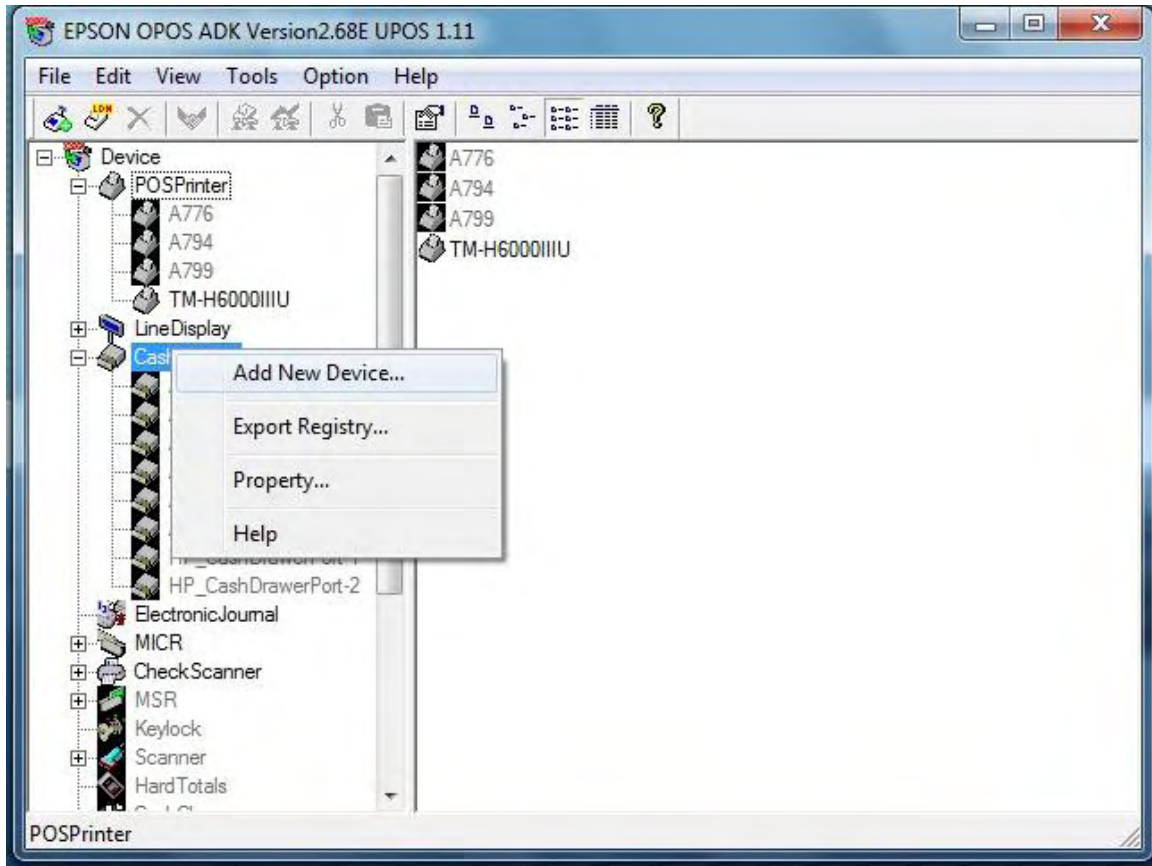 EPSON OPOS ADK Version2.68E UPOS 1.11
File Edit View Tools Option Help
Device
POSPrinter
A776
A794
A799
TM-H6000IIIU
LineDisplay
Cas
HP_CashDrawerPort-2
ElectronicJournal
MICR
CheckScanner
MSR
Keylock
Scanner
HardTotals
Add New Device...
Export Registry...
Property...
Help
A776
A794
A799
TM-H6000IIIU
POSPrinter